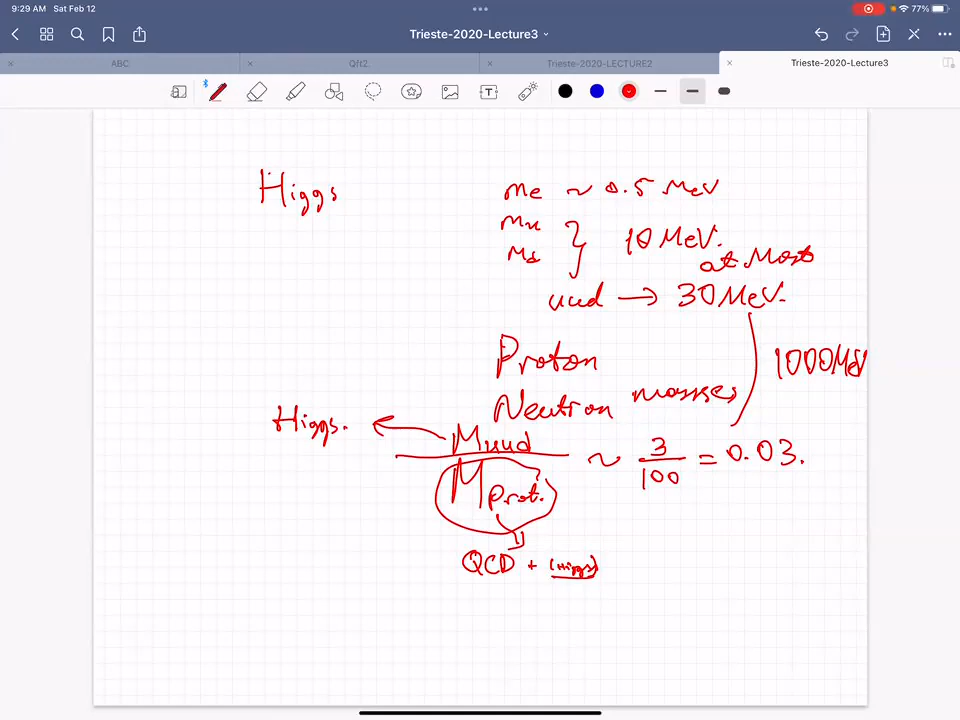 9:29 AM Sat Feb 12
77%
Trieste-2020-Lecture3
ABC
Qft2
Trieste-2020-LECTURE2
Trieste-2020-Lecture3
T
Higgs
me ~ 0.5 MeV
mu
md
10 MeV.
at Most
uud → 30 MeV.
1000 MeV
Proton
Neutron masses
Higgs. ←
Muud / Mprot. ~ 3/100 = 0.03.
QCD + (Higgs)